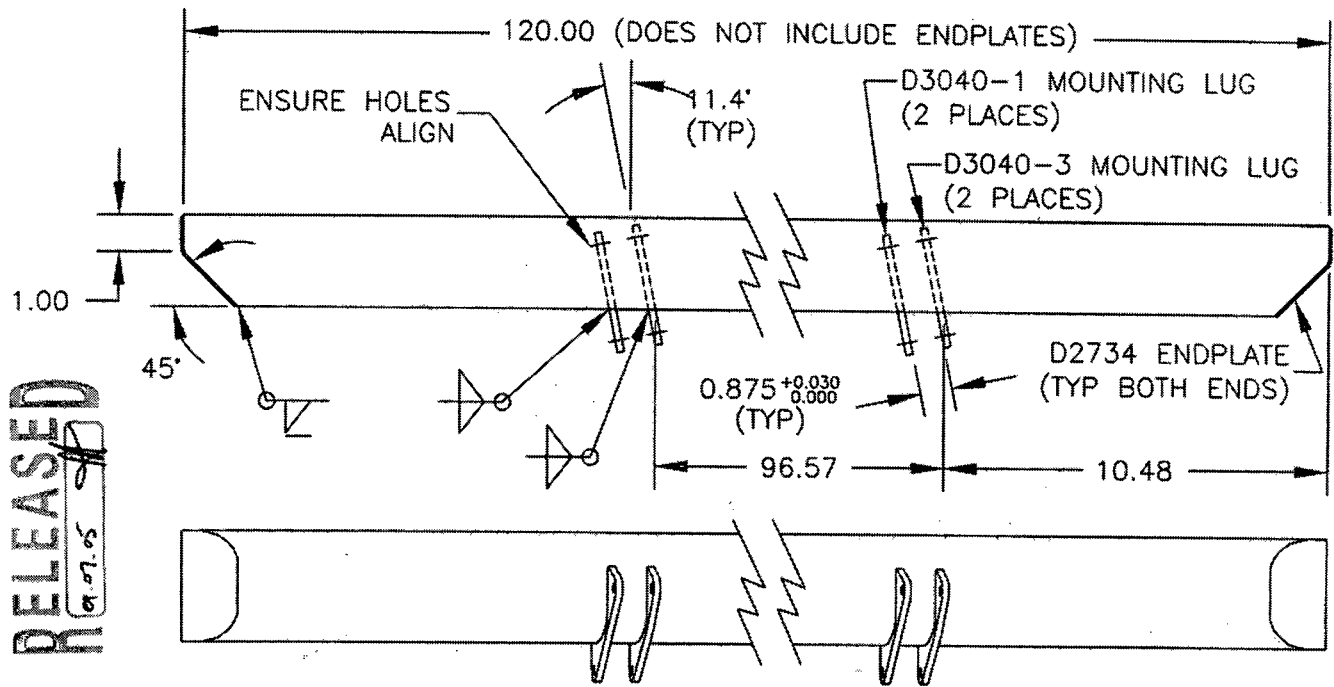 120.00 (DOES NOT INCLUDE ENDPLATES)
ENSURE HOLES
ALIGN
11.4°
(TYP)
D3040-1 MOUNTING LUG
(2 PLACES)
D3040-3 MOUNTING LUG
(2 PLACES)
1.00
45°
0.875 +0.030
0.000
(TYP)
D2734 ENDPLATE
(TYP BOTH ENDS)
96.57
10.48
RELEASED